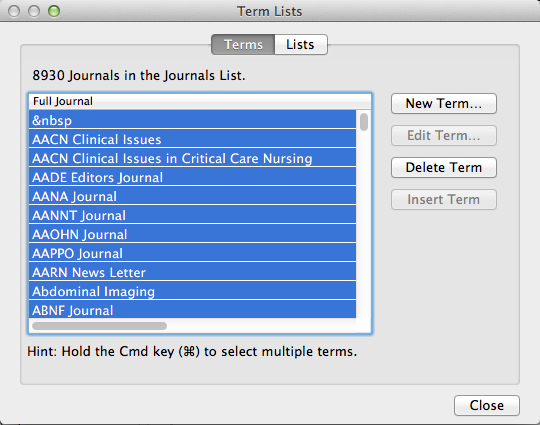 Term Lists
Terms Lists
8930 Journals in the Journals List.
Full Journal
&nbsp
AACN Clinical Issues
AACN Clinical Issues in Critical Care Nursing
AADE Editors Journal
AANA Journal
AANNT Journal
AAOHN Journal
AAPPO Journal
AARN News Letter
Abdominal Imaging
ABNF Journal
New Term...
Edit Term...
Delete Term
Insert Term
Hint: Hold the Cmd key (⌘) to select multiple terms.
Close